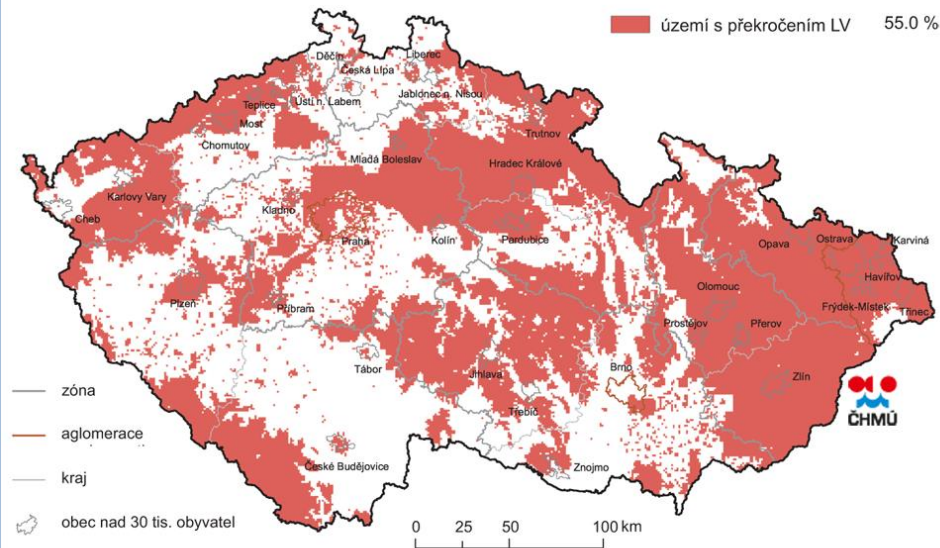 území s překročením LV 55.0 %
Děčín
Liberec
Česká Lípa
Teplice
Ústí n. Labem
Jablonec n. Nisou
Most
Trutnov
Chomutov
Mladá Boleslav
Hradec Králové
Karlovy Vary
Kladno
Cheb
Praha
Kolín
Pardubice
Opava
Ostrava
Karviná
Havířov
Olomouc
Plzeň
Příbram
Frýdek-Místek
Třinec
Prostějov
Přerov
Tábor
Jihlava
Brno
Zlín
Třebíč
České Budějovice
Znojmo
zóna
aglomerace
kraj
obec nad 30 tis. obyvatel
0 25 50 100 km
ČHMÚ